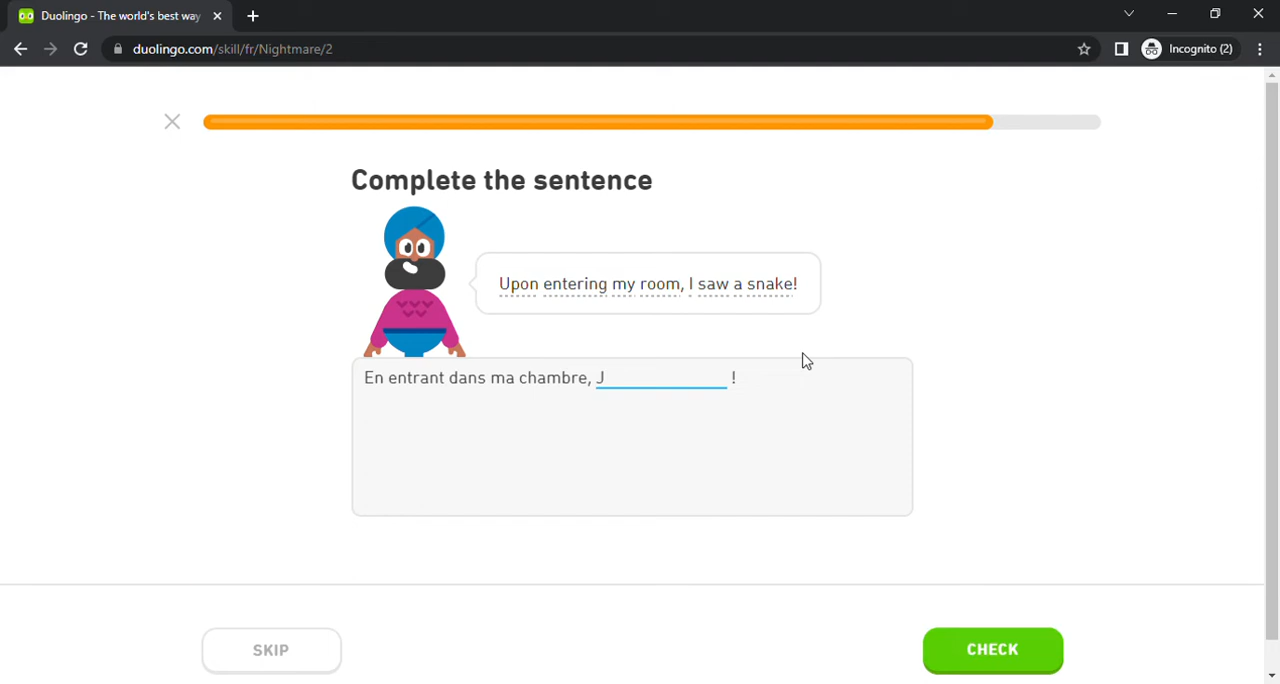 Duolingo - The world's best way
duolingo.com/skill/fr/Nightmare/2
Incognito (2)
Complete the sentence
Upon entering my room, I saw a snake!
En entrant dans ma chambre, J !
SKIP
CHECK